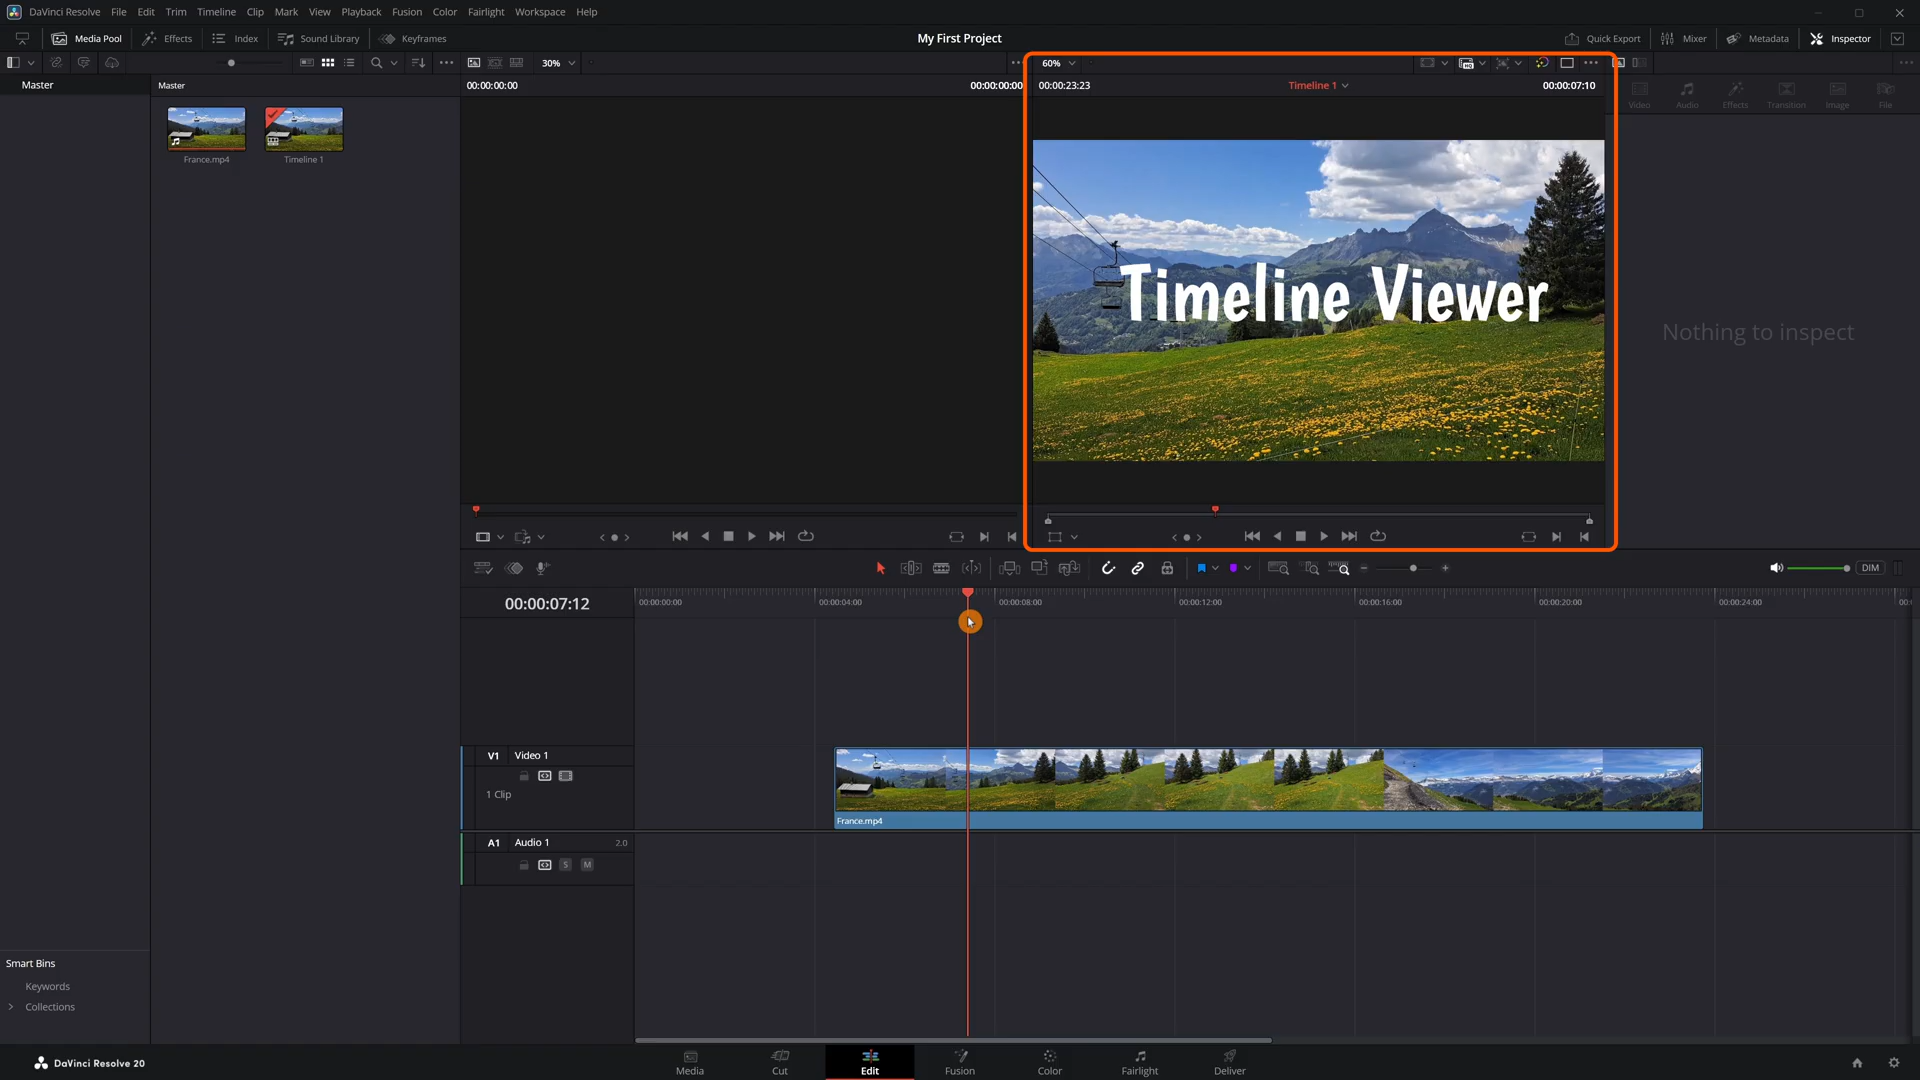 DaVinci Resolve File Edit Trim Timeline Clip Mark View Playback Fusion Color Fairlight Workspace Help
Media Pool Effects Index Sound Library Keyframes My First Project Quick Export Mixer Metadata Inspector
30% 60%
Master Master 00:00:00:00 00:00:00:00 00:00:23:23 Timeline 1 00:00:07:10
Video Audio Effects Transition Image File
France.mp4 Timeline 1
Timeline Viewer
Nothing to inspect
DIM
00:00:07:12 00:00:00:00 00:00:04:00 00:00:08:00 00:00:12:00 00:00:16:00 00:00:20:00 00:00:24:00
V1 Video 1
1 Clip
France.mp4
A1 Audio 1 2.0
S M
Smart Bins
Keywords
Collections
DaVinci Resolve 20
Media Cut Edit Fusion Color Fairlight Deliver